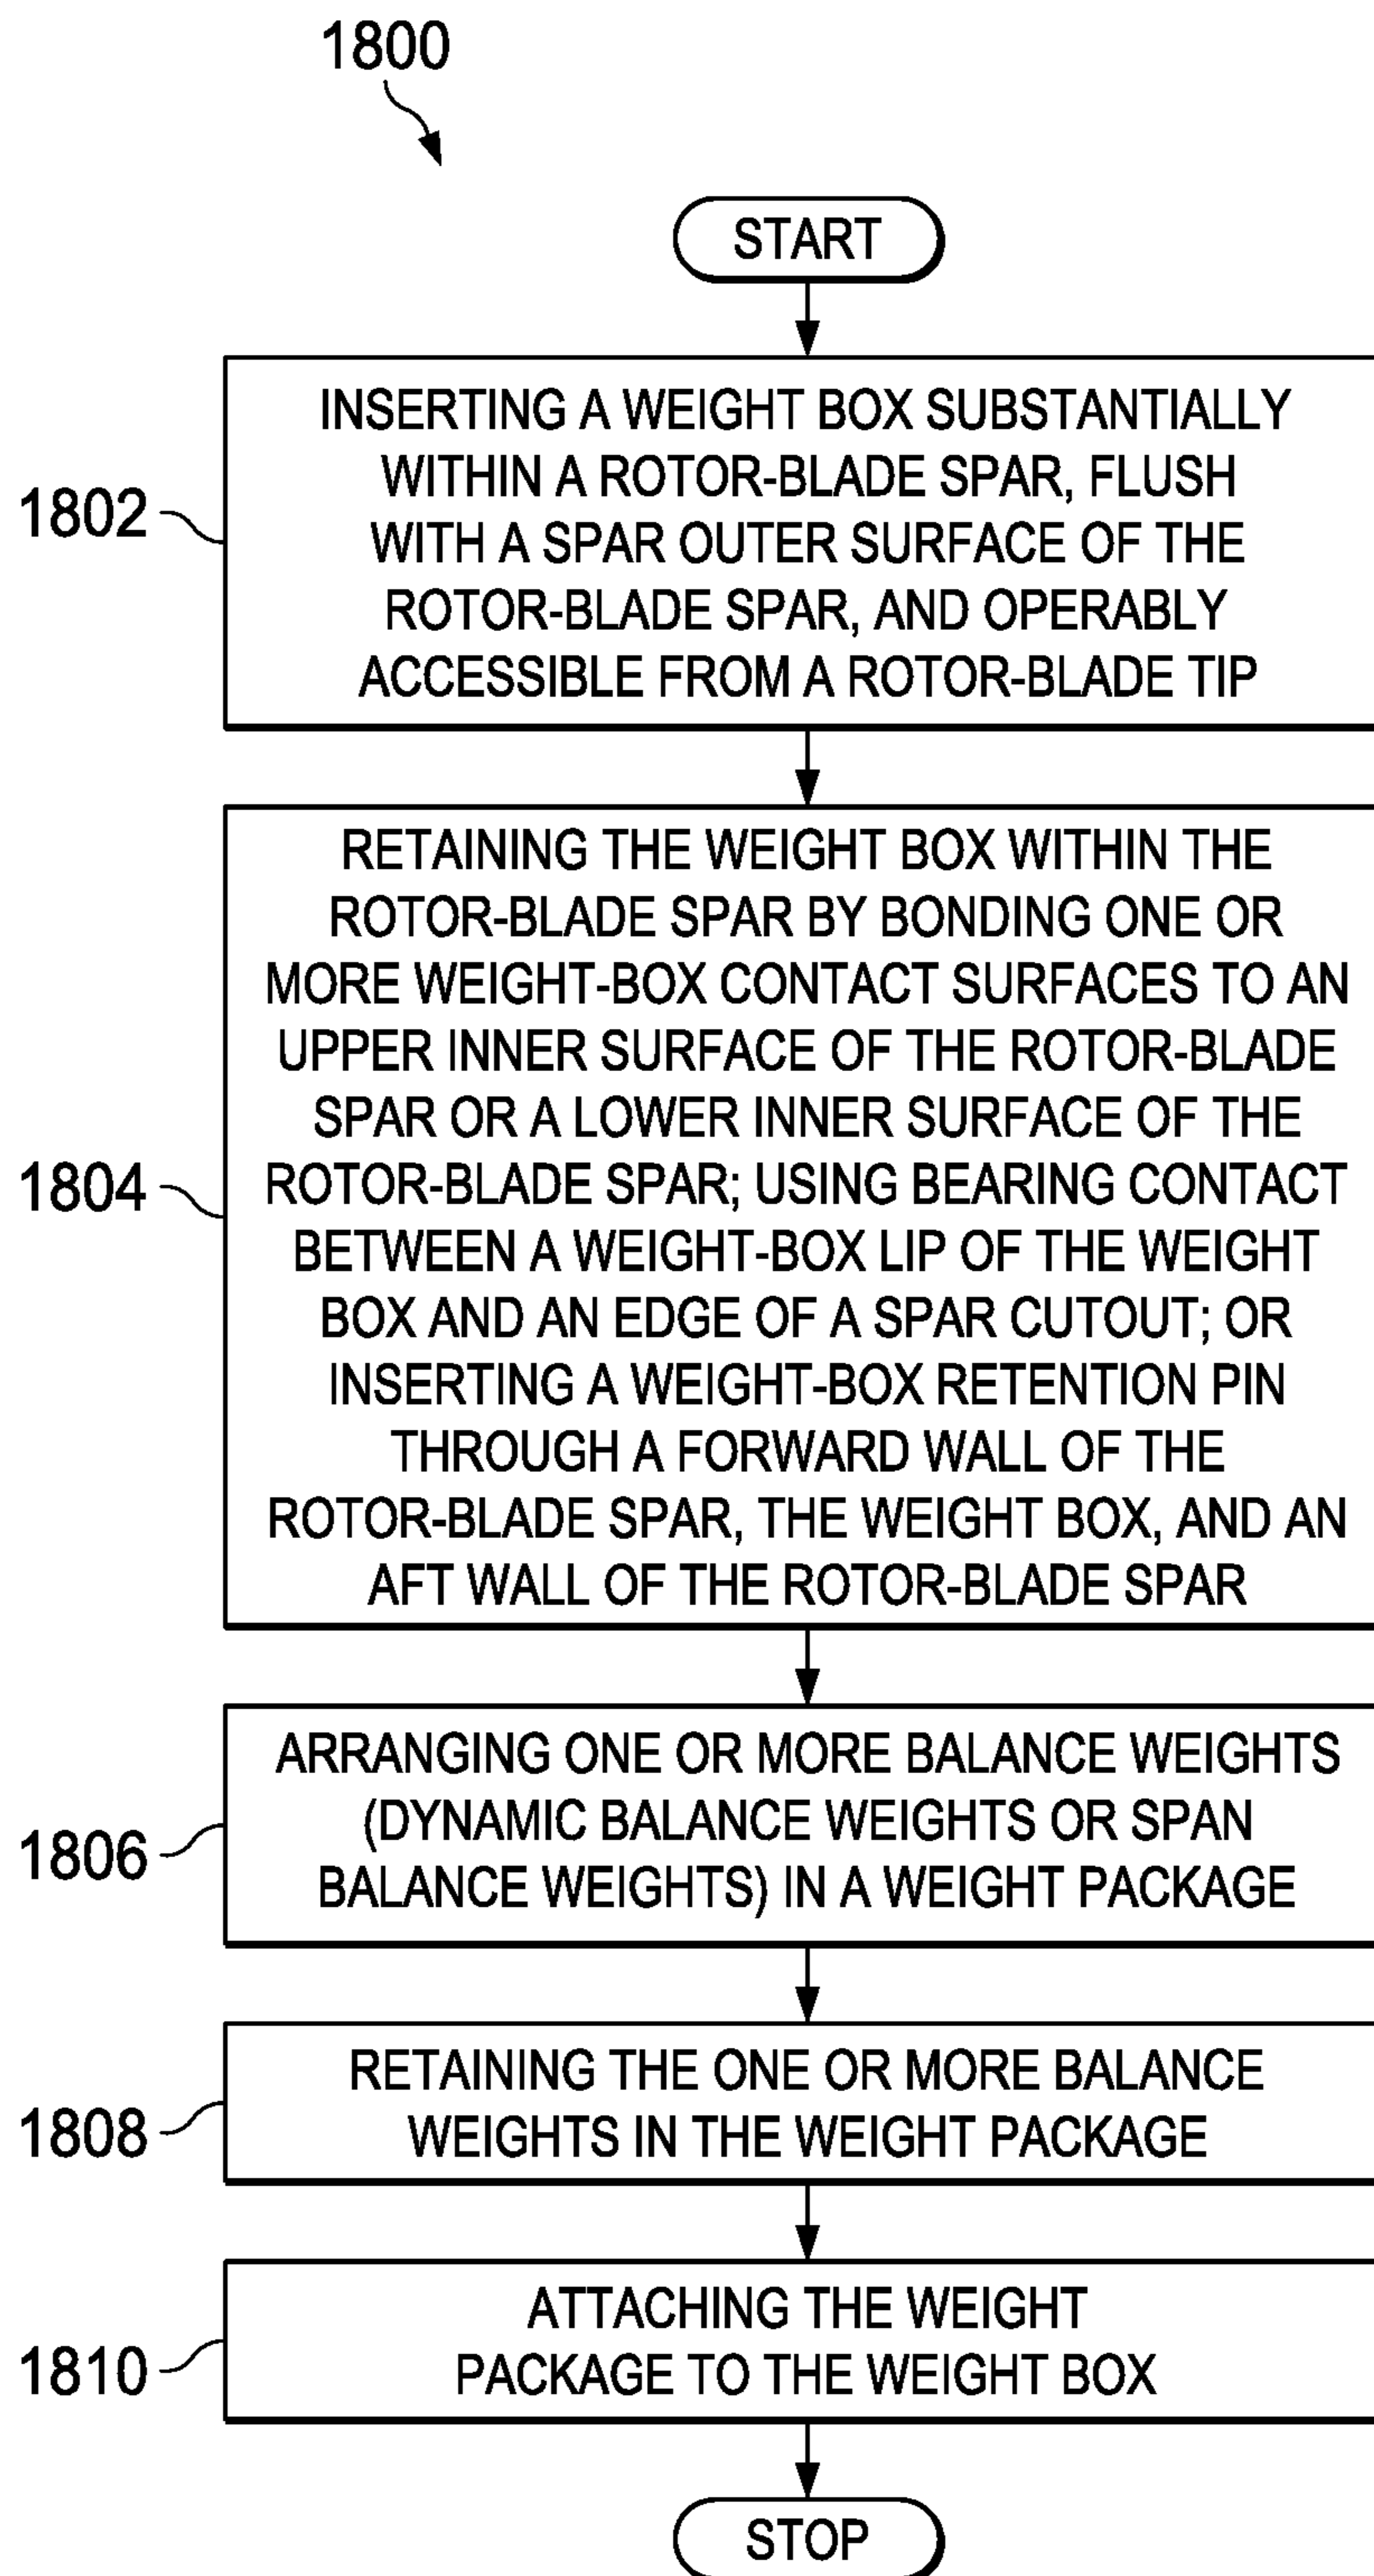 1800
START
1802
INSERTING A WEIGHT BOX SUBSTANTIALLY
WITHIN A ROTOR-BLADE SPAR, FLUSH
WITH A SPAR OUTER SURFACE OF THE
ROTOR-BLADE SPAR, AND OPERABLY
ACCESSIBLE FROM A ROTOR-BLADE TIP
1804
RETAINING THE WEIGHT BOX WITHIN THE
ROTOR-BLADE SPAR BY BONDING ONE OR
MORE WEIGHT-BOX CONTACT SURFACES TO AN
UPPER INNER SURFACE OF THE ROTOR-BLADE
SPAR OR A LOWER INNER SURFACE OF THE
ROTOR-BLADE SPAR; USING BEARING CONTACT
BETWEEN A WEIGHT-BOX LIP OF THE WEIGHT
BOX AND AN EDGE OF A SPAR CUTOUT; OR
INSERTING A WEIGHT-BOX RETENTION PIN
THROUGH A FORWARD WALL OF THE
ROTOR-BLADE SPAR, THE WEIGHT BOX, AND AN
AFT WALL OF THE ROTOR-BLADE SPAR
1806
ARRANGING ONE OR MORE BALANCE WEIGHTS
(DYNAMIC BALANCE WEIGHTS OR SPAN
BALANCE WEIGHTS) IN A WEIGHT PACKAGE
1808
RETAINING THE ONE OR MORE BALANCE
WEIGHTS IN THE WEIGHT PACKAGE
1810
ATTACHING THE WEIGHT
PACKAGE TO THE WEIGHT BOX
STOP